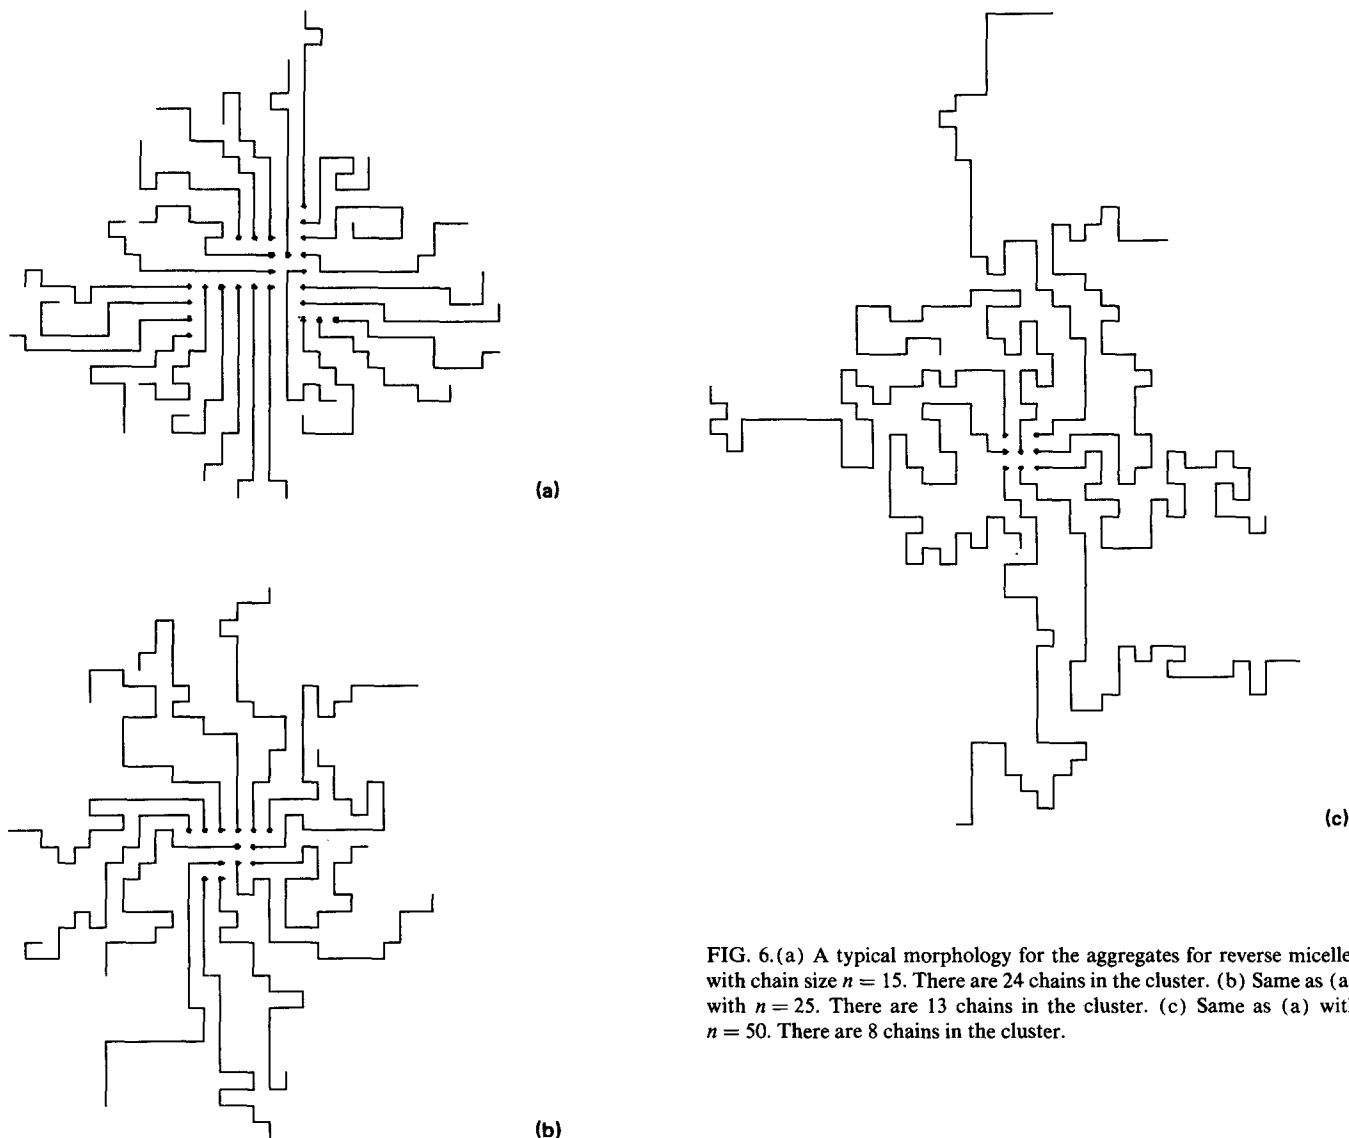 (a)
(b)
(c)
FIG. 6.(a) A typical morphology for the aggregates for reverse micelle
with chain size n = 15. There are 24 chains in the cluster. (b) Same as (a
with n = 25. There are 13 chains in the cluster. (c) Same as (a) with
n = 50. There are 8 chains in the cluster.